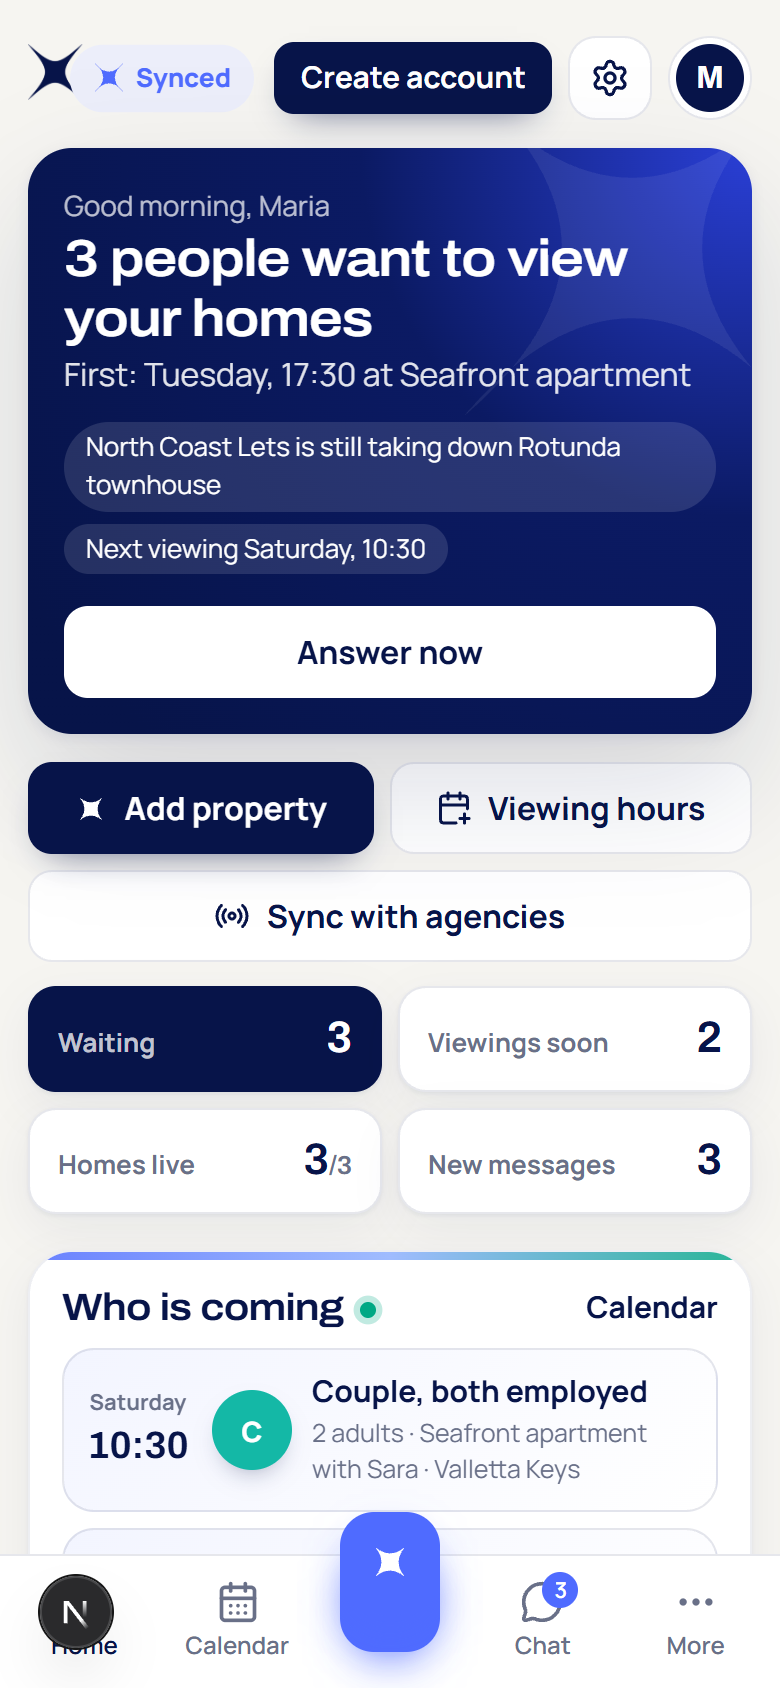 Synced
Create account
M
Good morning, Maria
3 people want to view
your homes
First: Tuesday, 17:30 at Seafront apartment
North Coast Lets is still taking down Rotunda
townhouse
Next viewing Saturday, 10:30
Answer now
Add property
Viewing hours
Sync with agencies
Waiting 3
Viewings soon 2
Homes live 3/3
New messages 3
Who is coming
Calendar
Saturday
10:30
C
Couple, both employed
2 adults · Seafront apartment
with Sara · Valletta Keys
N
Home
Calendar
3
Chat
More